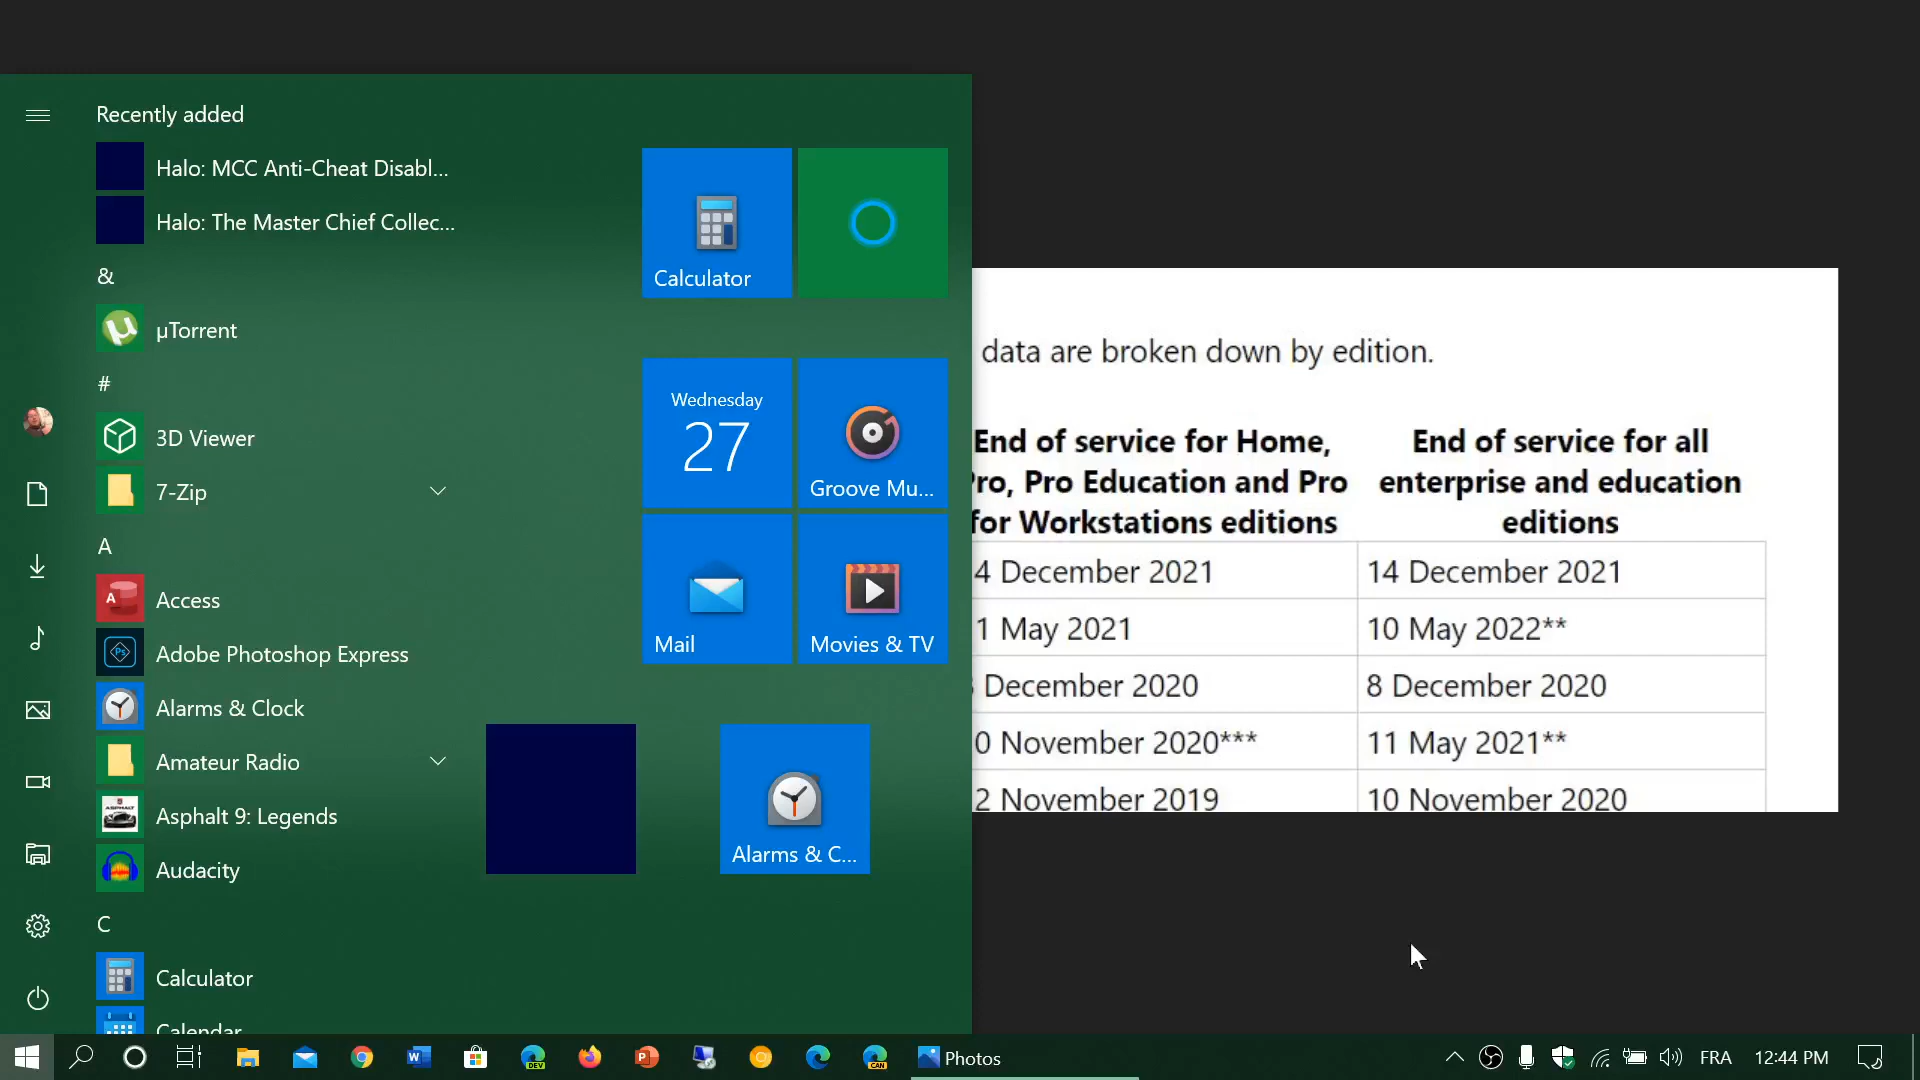 Recently added
Halo: MCC Anti-Cheat Disabl...
Halo: The Master Chief Collec...
&
µTorrent
#
3D Viewer
7-Zip
A
Access
Adobe Photoshop Express
Alarms & Clock
Amateur Radio
Asphalt 9: Legends
Audacity
C
Calculator
Calendar
Calculator
Wednesday
27
Groove Mu...
Mail
Movies & TV
Alarms & C...
data are broken down by edition.
End of service for Home,
Pro, Pro Education and Pro
for Workstations editions
End of service for all
enterprise and education
editions
4 December 2021
14 December 2021
1 May 2021
10 May 2022**
December 2020
8 December 2020
0 November 2020***
11 May 2021**
2 November 2019
10 November 2020
DEV
CAN
Photos
FRA
12:44 PM